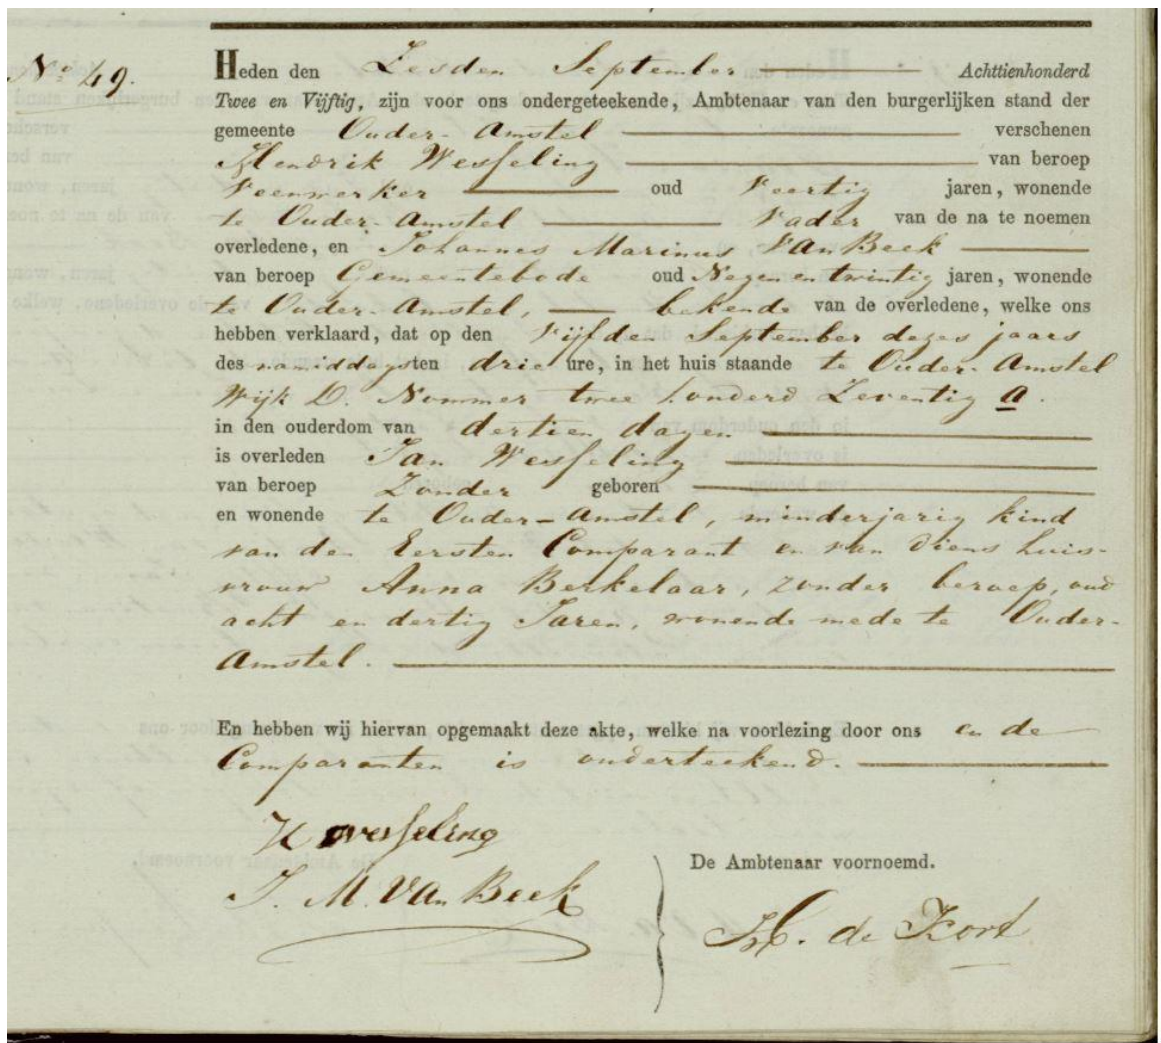 No 49.
Heden den Zesden September Achttienhonderd
Twee en Vijftig, zijn voor ons ondergeteekende, Ambtenaar van den burgerlijken stand der
gemeente Ouder-Amstel verschenen
Hendrik Wesseling van beroep
Veenwerker oud Veertig jaren, wonende
te Ouder-Amstel Vader van de na te noemen
overledene, en Johannes Marinus Van Beek
van beroep Gemeentebode oud Negenentwintig jaren, wonende
te Ouder-Amstel, bekende van de overledene, welke ons
hebben verklaard, dat op den Vijfden September dezes jaars
des namiddags ten drie ure, in het huis staande te Ouder-Amstel
Wijk D. Nommer twee honderd Zeventig a.
in den ouderdom van dertien dagen
is overleden Jan Wesseling
van beroep Zonder geboren
en wonende te Ouder-Amstel, minderjarig kind
van den Eersten Comparant en van diens huis-
vrouw Anna Berkelaar, zonder beroep, oud
acht en dertig Jaren, wonende mede te Ouder-
Amstel.
En hebben wij hiervan opgemaakt deze akte, welke na voorlezing door ons en de
Comparanten is onderteekend.
H Wesseling
J. M. Van Beek
De Ambtenaar voornoemd.
de Kort